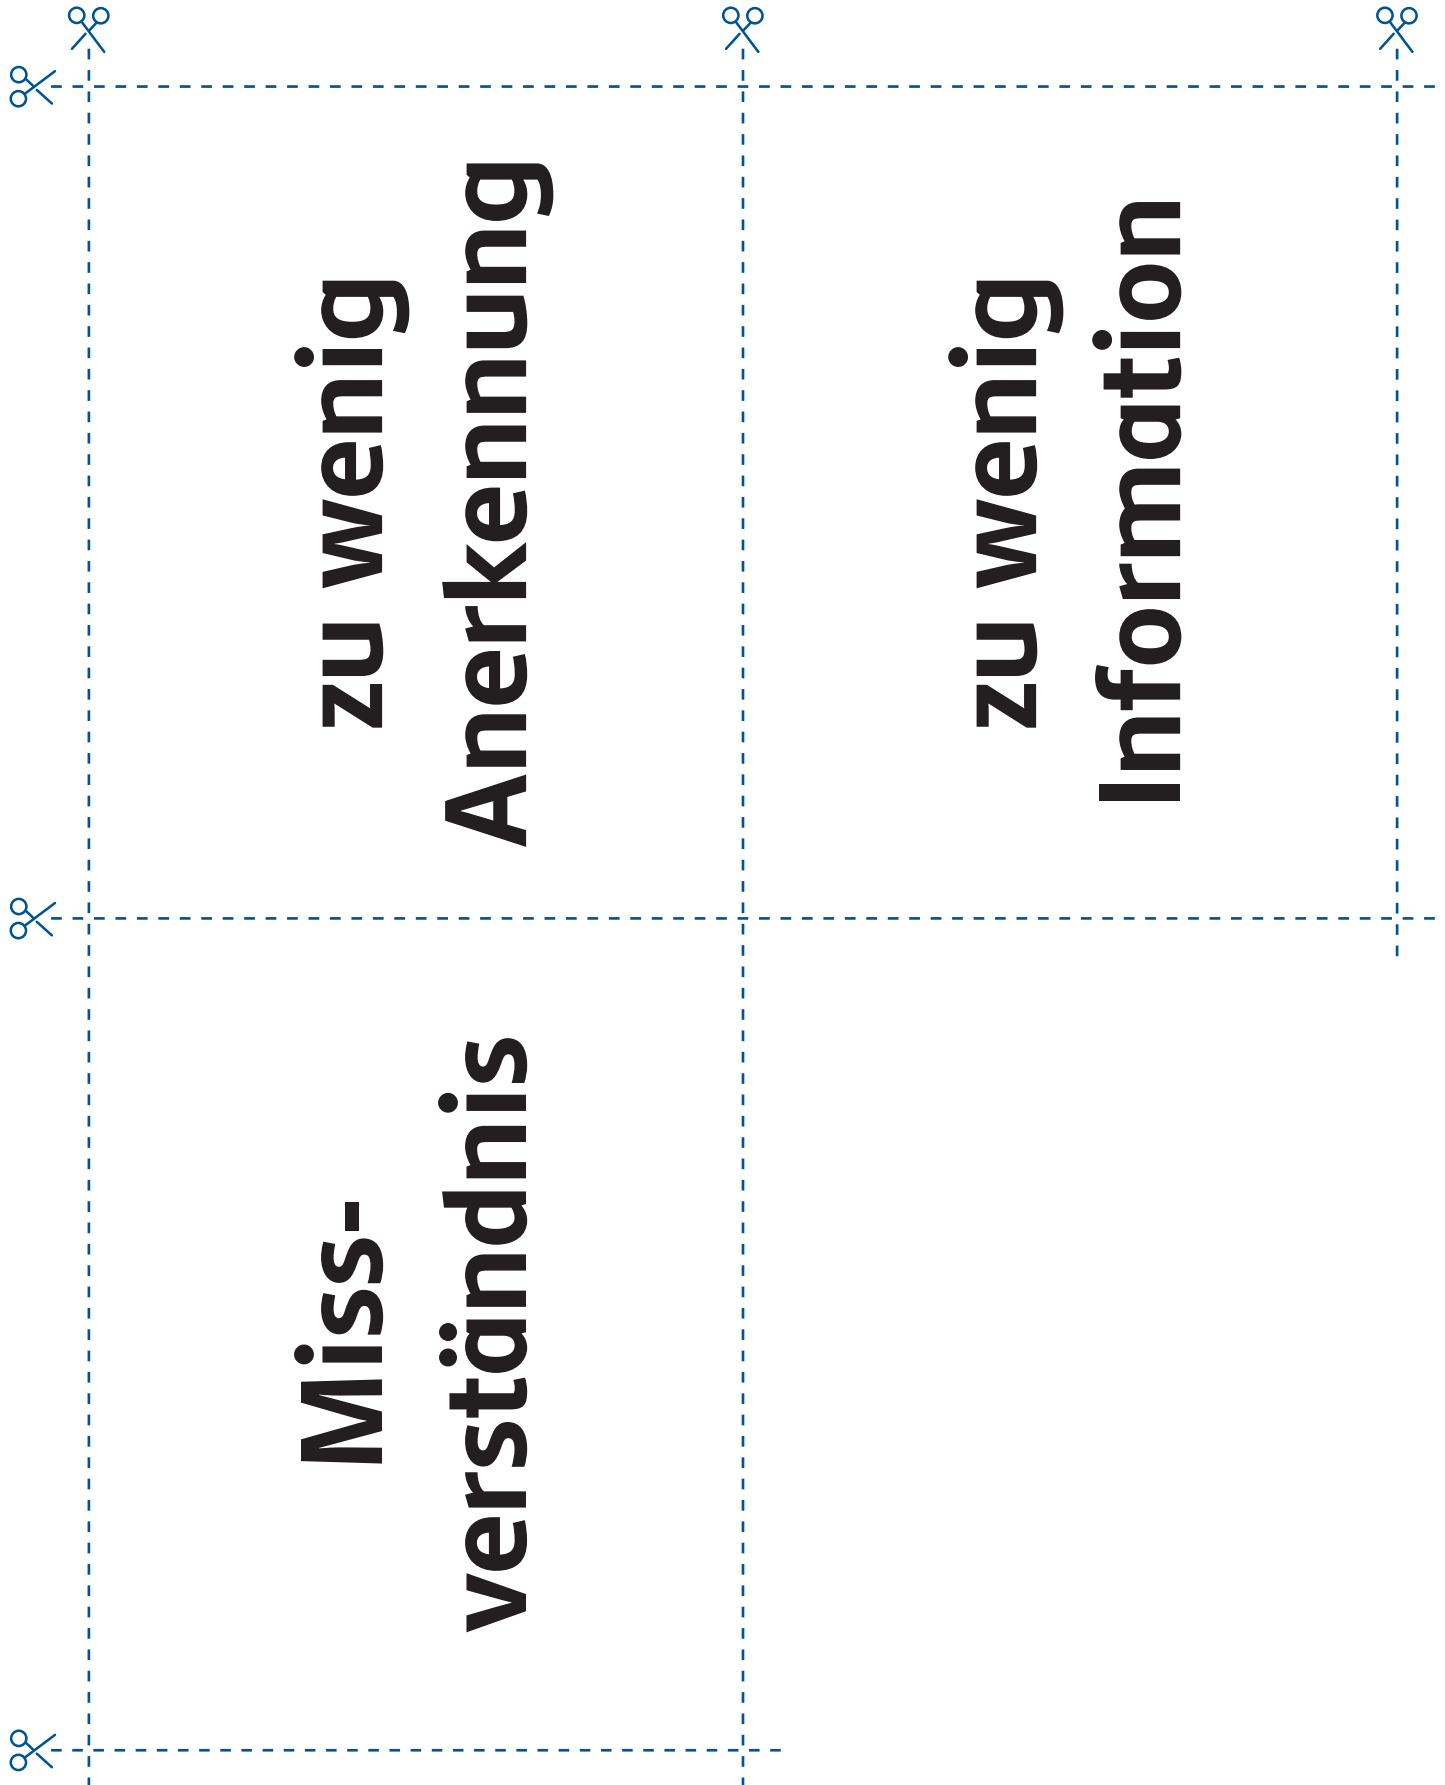 zu wenig
Anerkennung
zu wenig
Information
Miss-
verständnis